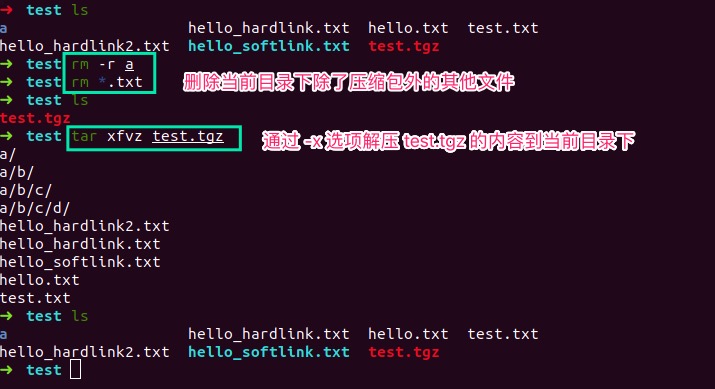 ➜ test ls
a hello_hardlink.txt hello.txt test.txt
hello_hardlink2.txt hello_softlink.txt test.tgz
➜ test rm -r a
➜ test rm *.txt
删除当前目录下除了压缩包外的其他文件
➜ test ls
test.tgz
➜ test tar xfvz test.tgz
通过 -x 选项解压 test.tgz 的内容到当前目录下
a/
a/b/
a/b/c/
a/b/c/d/
hello_hardlink2.txt
hello_hardlink.txt
hello_softlink.txt
hello.txt
test.txt
➜ test ls
a hello_hardlink.txt hello.txt test.txt
hello_hardlink2.txt hello_softlink.txt test.tgz
➜ test